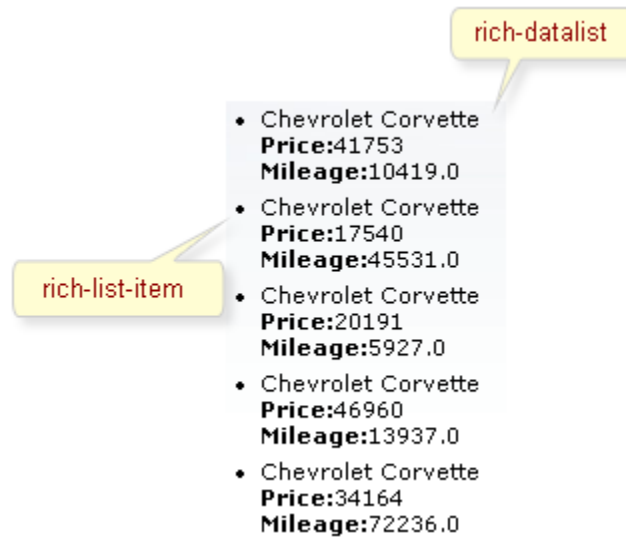 rich-datalist
Chevrolet Corvette
Price:41753
Mileage:10419.0
Chevrolet Corvette
Price:17540
Mileage:45531.0
rich-list-item
Chevrolet Corvette
Price:20191
Mileage:5927.0
Chevrolet Corvette
Price:46960
Mileage:13937.0
Chevrolet Corvette
Price:34164
Mileage:72236.0